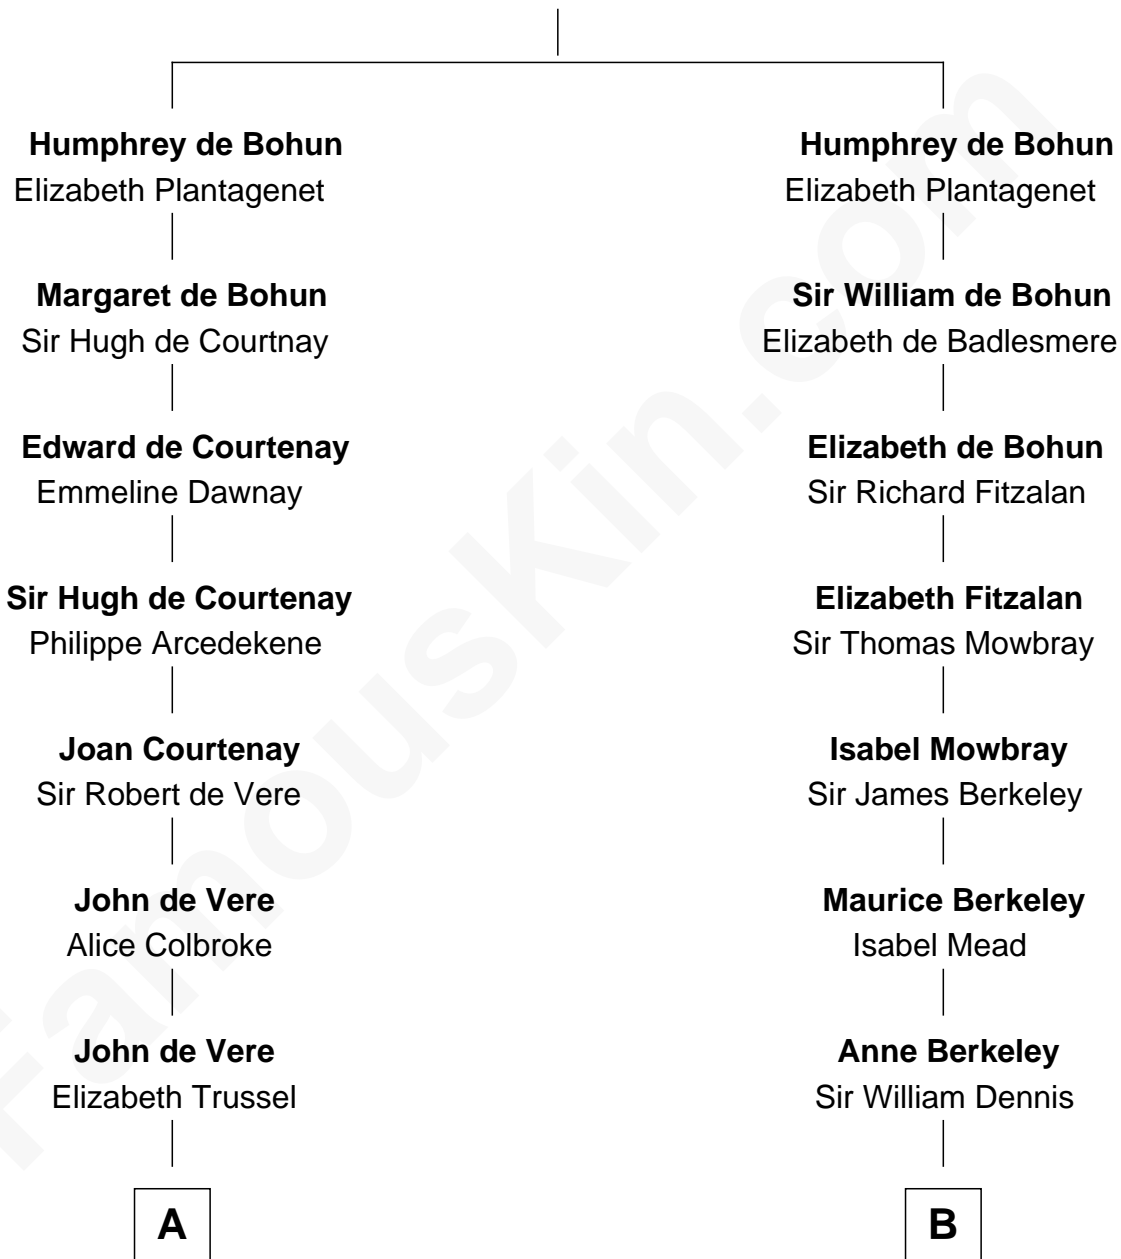 Humphrey de Bohun
Elizabeth Plantagenet
Margaret de Bohun
Sir Hugh de Courtnay
Edward de Courtenay
Emmeline Dawnay
Sir Hugh de Courtenay
Philippe Arcedekene
Joan Courtenay
Sir Robert de Vere
John de Vere
Alice Colbroke
John de Vere
Elizabeth Trussel
A
Humphrey de Bohun
Elizabeth Plantagenet
Sir William de Bohun
Elizabeth de Badlesmere
Elizabeth de Bohun
Sir Richard Fitzalan
Elizabeth Fitzalan
Sir Thomas Mowbray
Isabel Mowbray
Sir James Berkeley
Maurice Berkeley
Isabel Mead
Anne Berkeley
Sir William Dennis
B
FamousKin.com